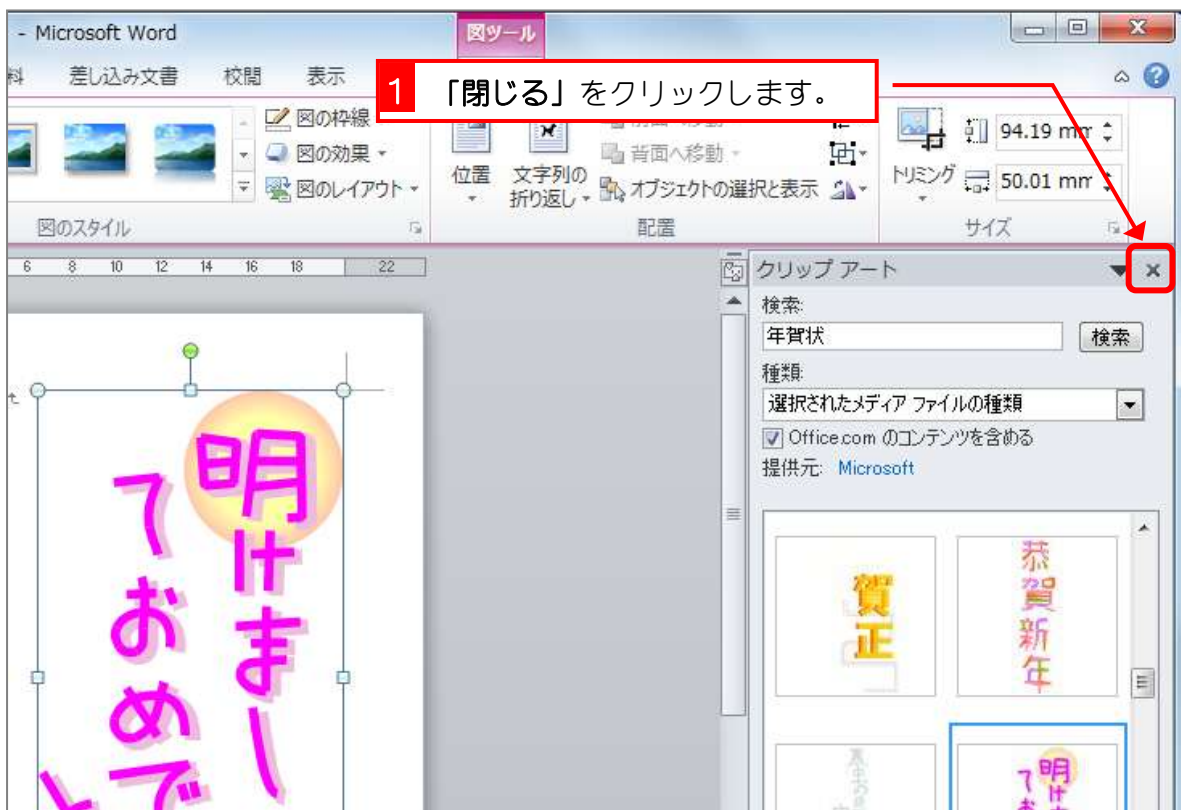 - Microsoft Word
図ツール
料 差し込み文書 校閲 表示
1 「閉じる」をクリックします。
図の枠線
図の効果
図のレイアウト
位置
文字列の
折り返し
背面へ移動
オブジェクトの選択と表示
トリミング
94.19 mm
50.01 mm
図のスタイル
配置
サイズ
6 8 10 12 14 16 18 22
クリップ アート
検索:
年賀状
検索
種類:
選択されたメディア ファイルの種類
Office.com のコンテンツを含める
提供元: Microsoft
賀正
恭賀新年
明けまし
ておめで
と
明け
てお